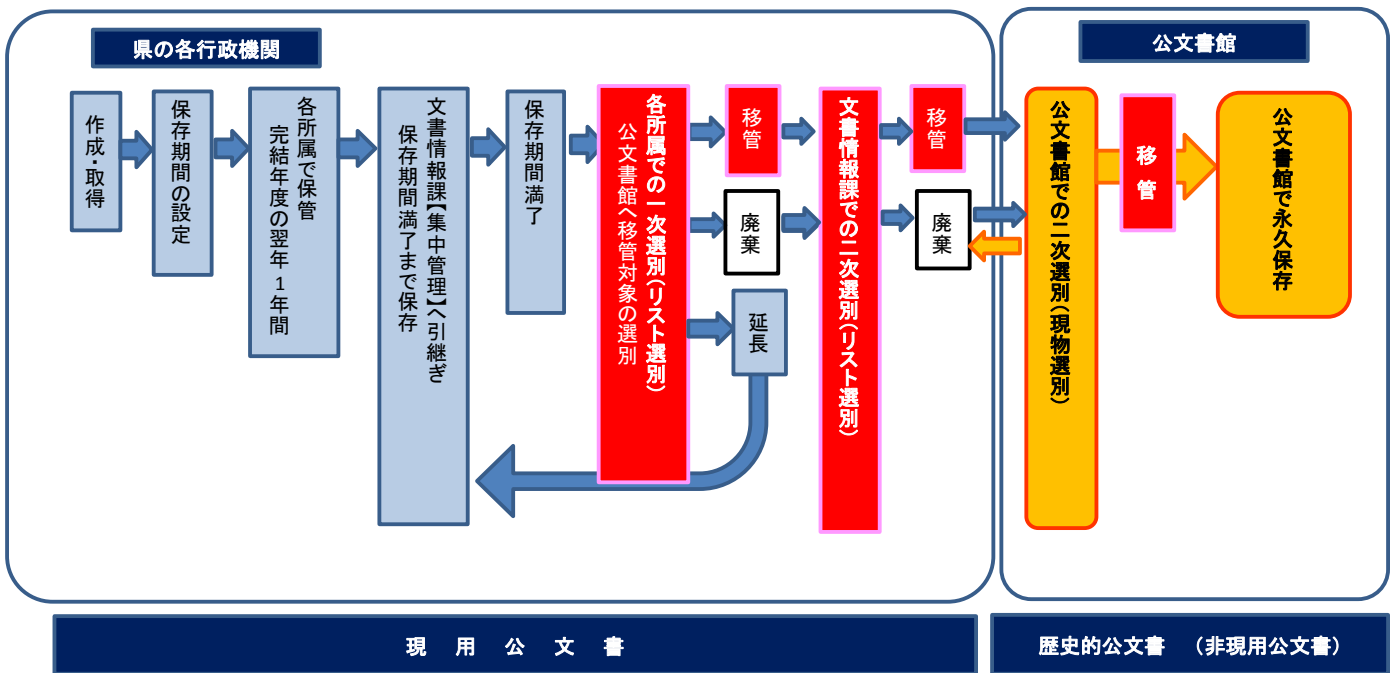 県の各行政機関
公文書館
作成・取得
保存期間の設定
各所属で保管
完結年度の翌年1年間
文書情報課【集中管理】へ引継ぎ
保存期間満了まで保存
保存期間満了
各所属での一次選別(リスト選別)
公文書館へ移管対象の選別
移管
廃棄
延長
文書情報課での二次選別(リスト選別)
移管
廃棄
公文書館での二次選別(現物選別)
移管
公文書館で永久保存
現用公文書
歴史的公文書 (非現用公文書)